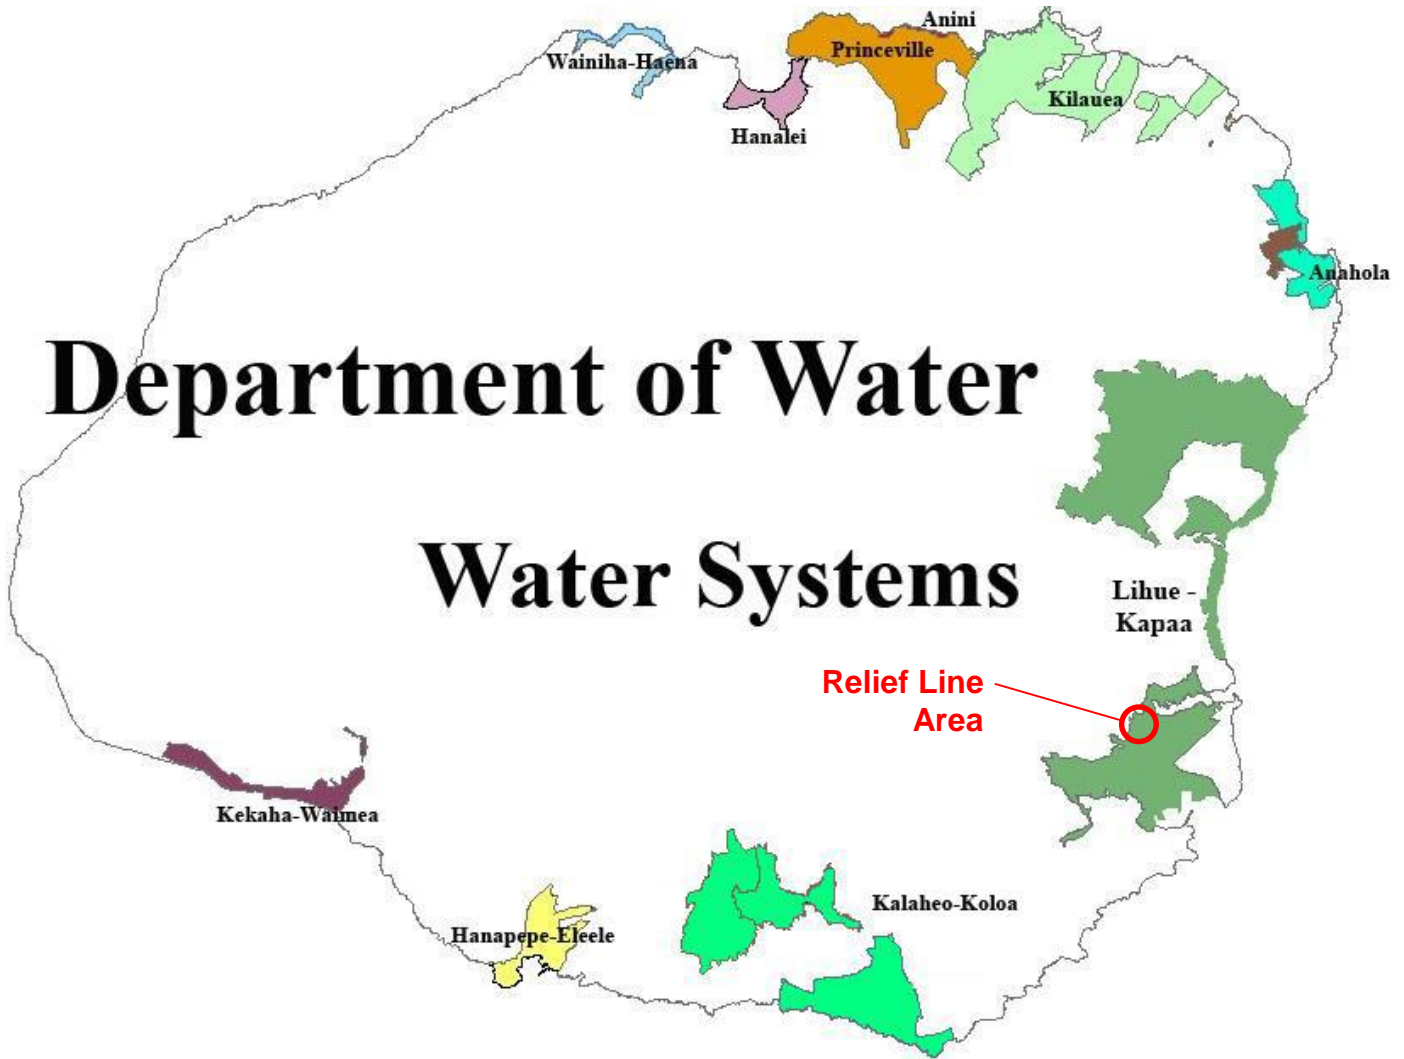 Anini
Princeville
Wainiha-Haena
Kilauea
Hanalei
Anahola
Department of Water
Water Systems
Lihue -
Kapaa
Relief Line
Area
Kekaha-Waimea
Kalaheo-Koloa
Hanapepe-Eleele